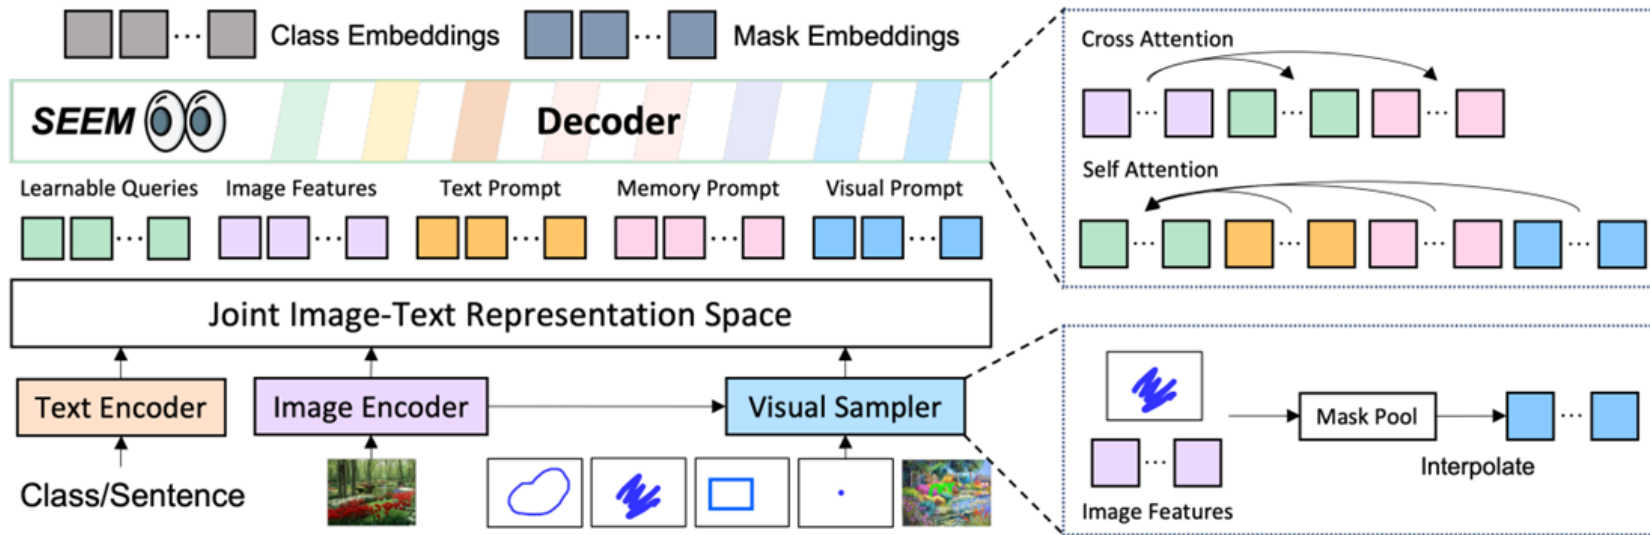 Class Embeddings
Mask Embeddings
SEEM
Decoder
Learnable Queries
Image Features
Text Prompt
Memory Prompt
Visual Prompt
Joint Image-Text Representation Space
Text Encoder
Image Encoder
Visual Sampler
Class/Sentence
Cross Attention
Self Attention
Mask Pool
Interpolate
Image Features